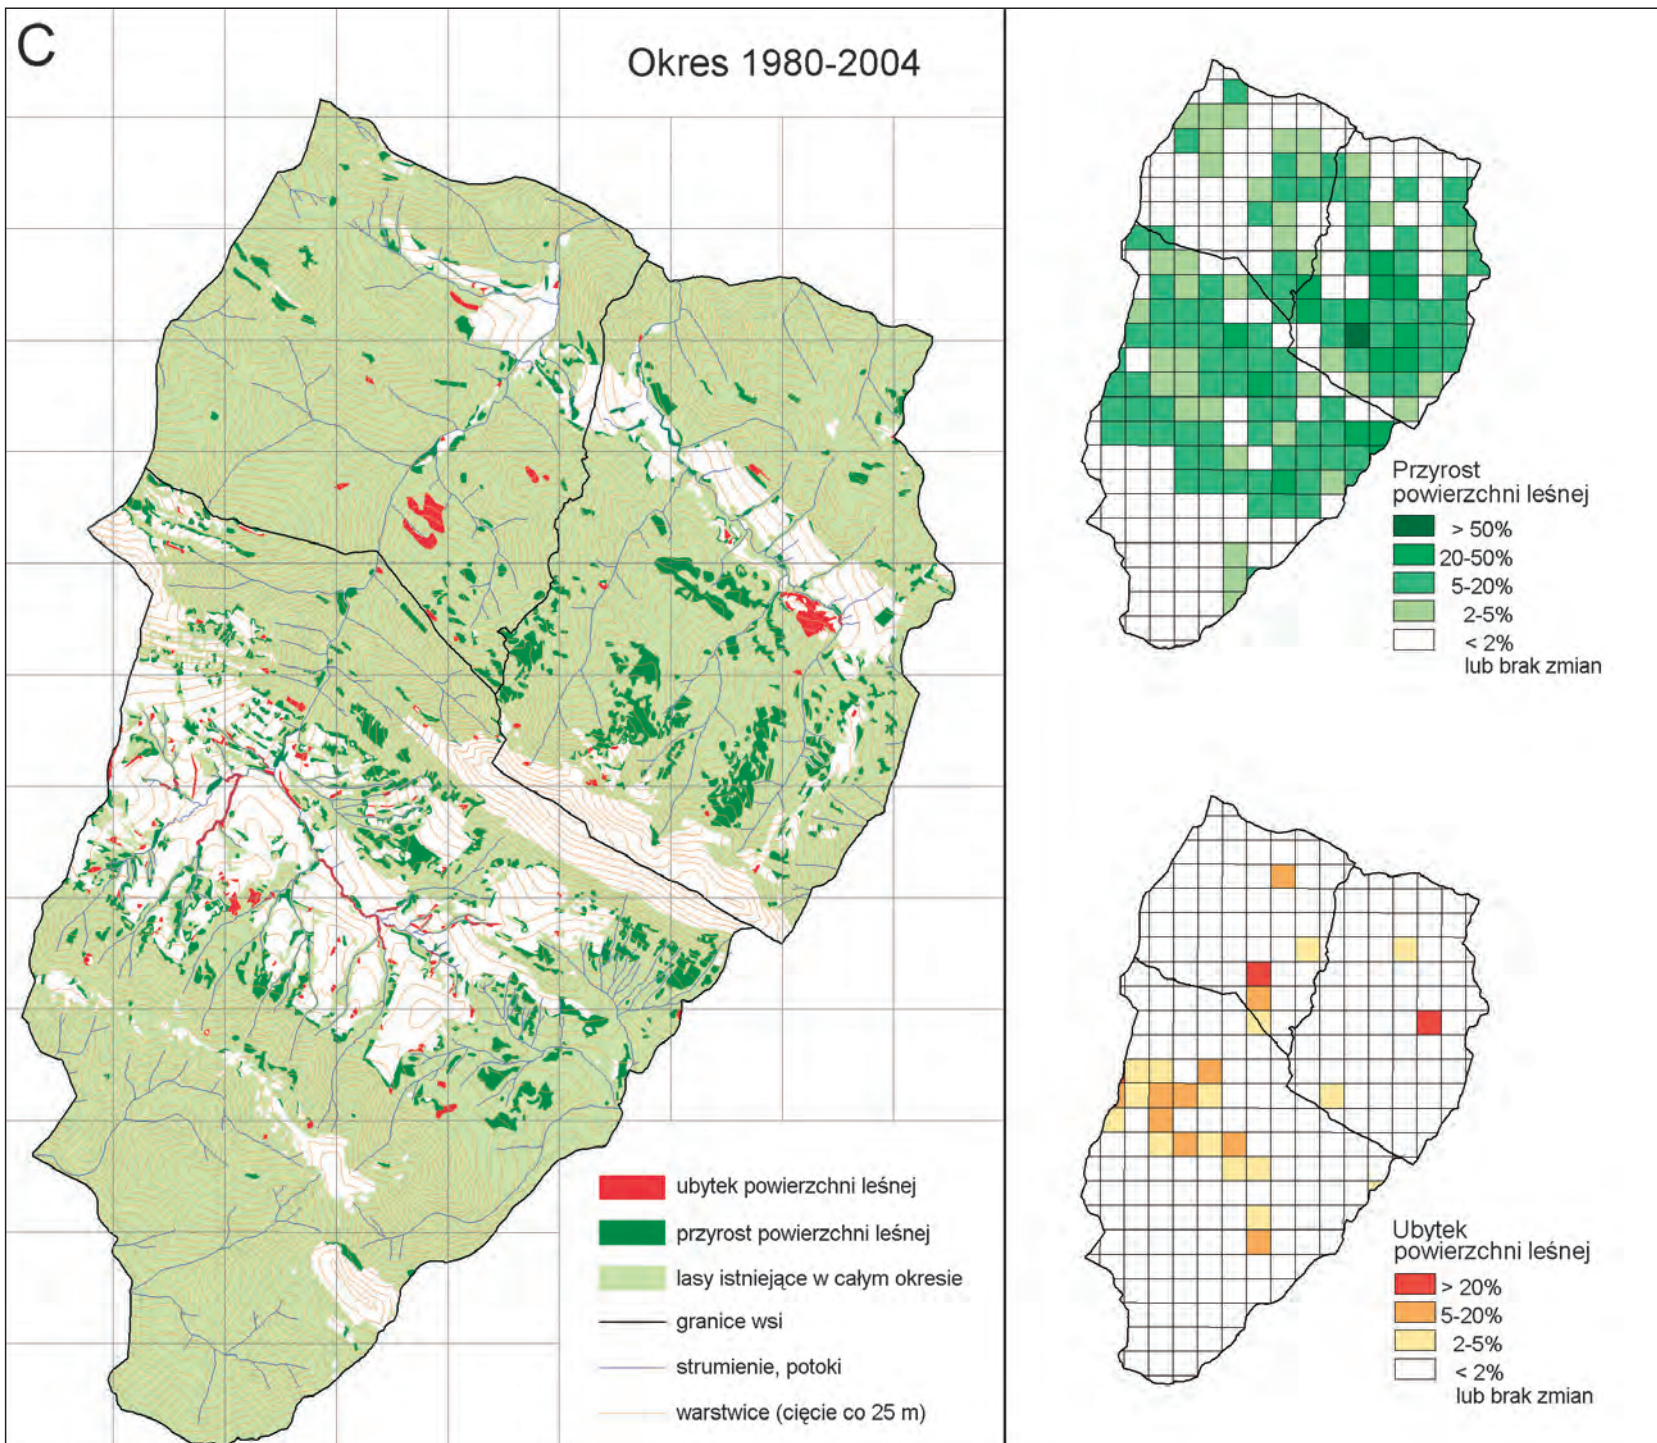 C
Okres 1980-2004
ubytek powierzchni leśnej
przyrost powierzchni leśnej
lasy istniejące w całym okresie
granice wsi
strumienie, potoki
warstwice (cięcie co 25 m)
Przyrost
powierzchni leśnej
> 50%
20-50%
5-20%
2-5%
< 2%
lub brak zmian
Ubytek
powierzchni leśnej
> 20%
5-20%
2-5%
< 2%
lub brak zmian